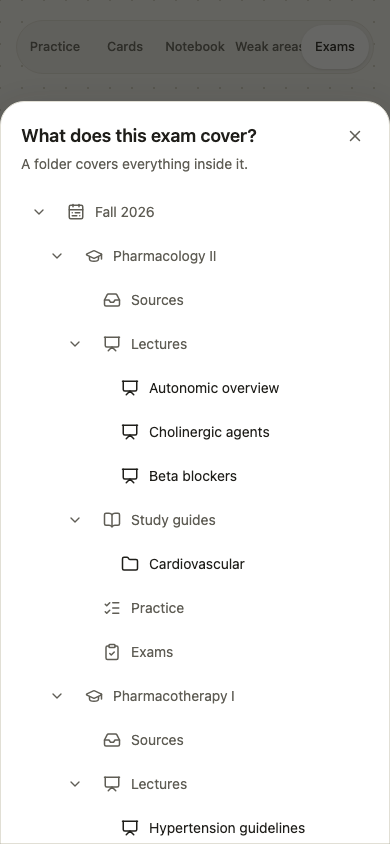 Practice Cards Notebook Weak areas Exams
What does this exam cover?
A folder covers everything inside it.
Fall 2026
Pharmacology II
Sources
Lectures
Autonomic overview
Cholinergic agents
Beta blockers
Study guides
Cardiovascular
Practice
Exams
Pharmacotherapy I
Sources
Lectures
Hypertension guidelines